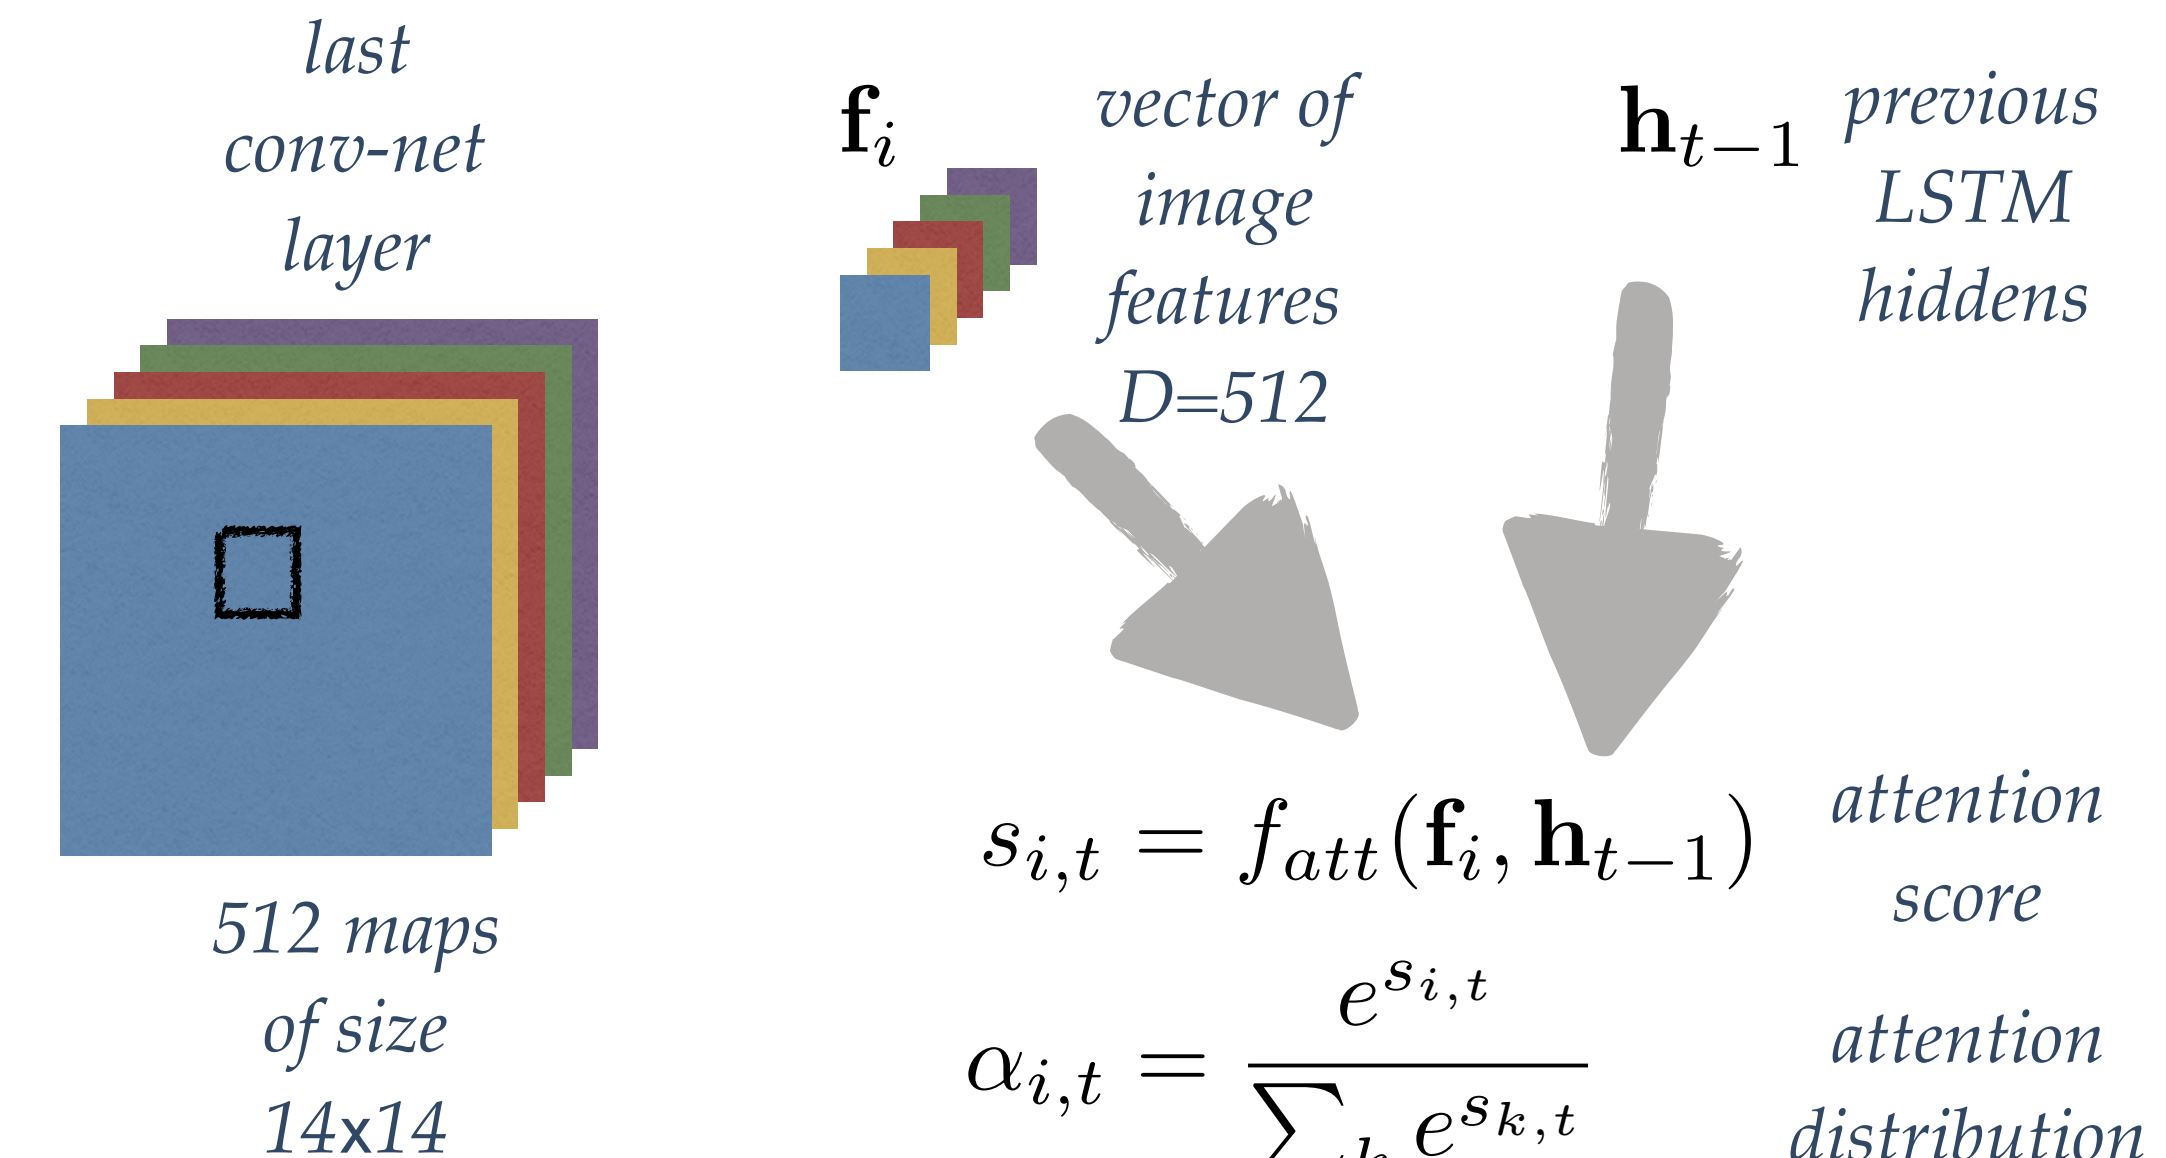 last
conv-net
layer
512 maps
of size
14x14
f_i
vector of
image
features
D=512
h_{t-1}
previous
LSTM
hiddens
s_{i,t} = f_{att}(f_i, h_{t-1})
attention
score
α_{i,t} = e^{s_{i,t}} / ∑_k e^{s_{k,t}}
attention
distribution